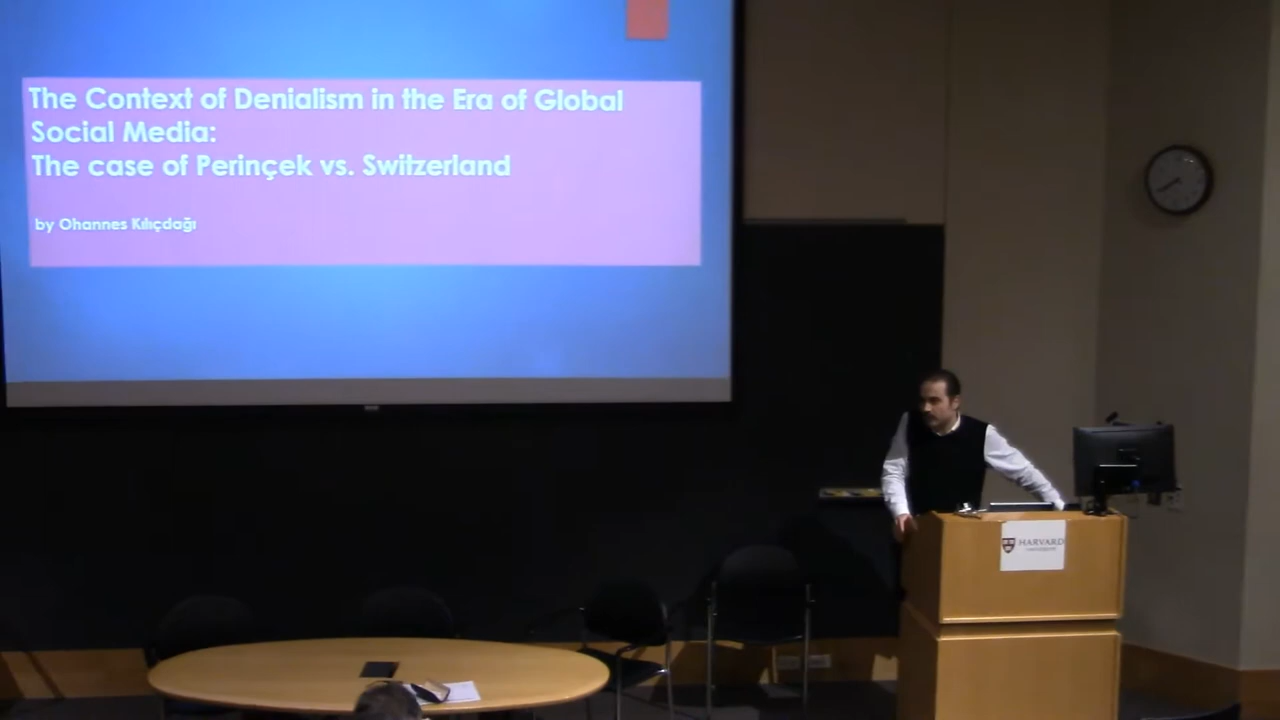 The Context of Denialism in the Era of Global
Social Media:
The case of Perinçek vs. Switzerland
by Ohannes Kılıçdağı
HARVARD
UNIVERSITY